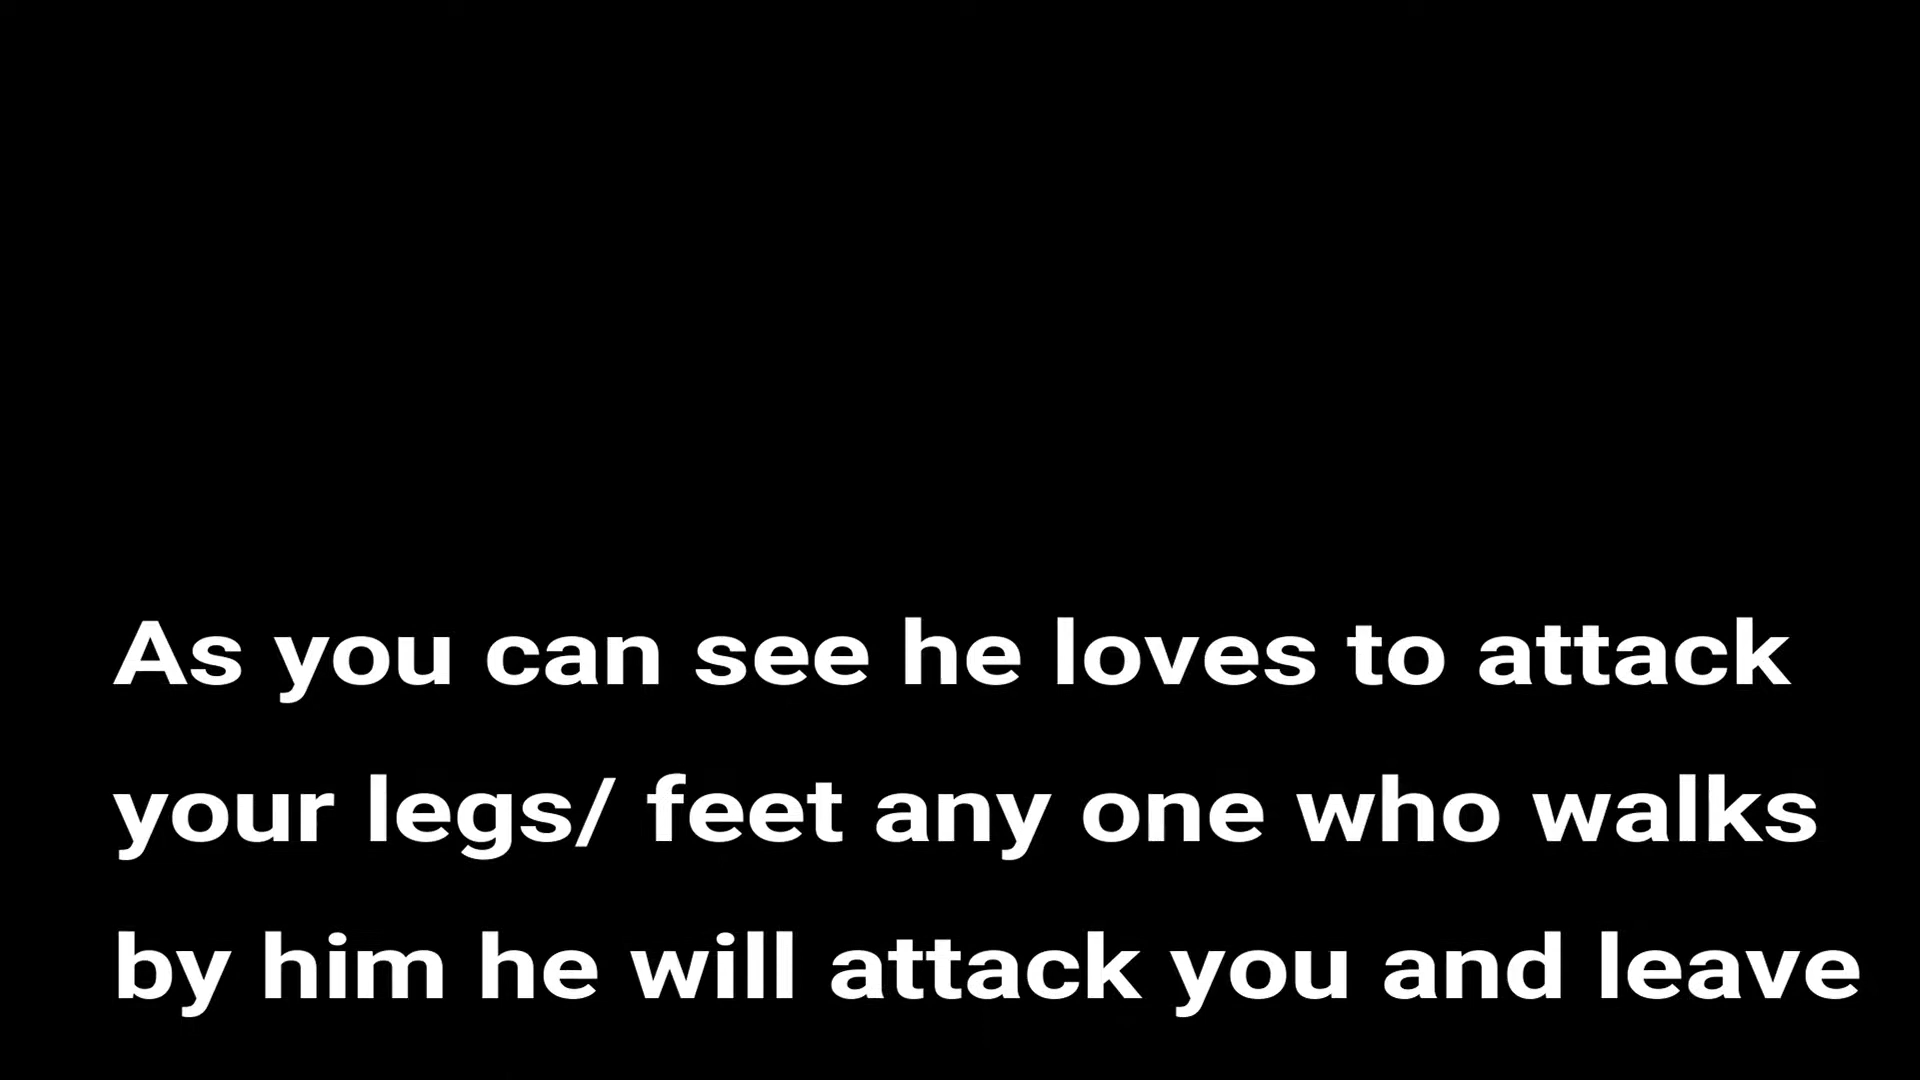 As you can see he loves to attack
your legs/ feet any one who walks
by him he will attack you and leave